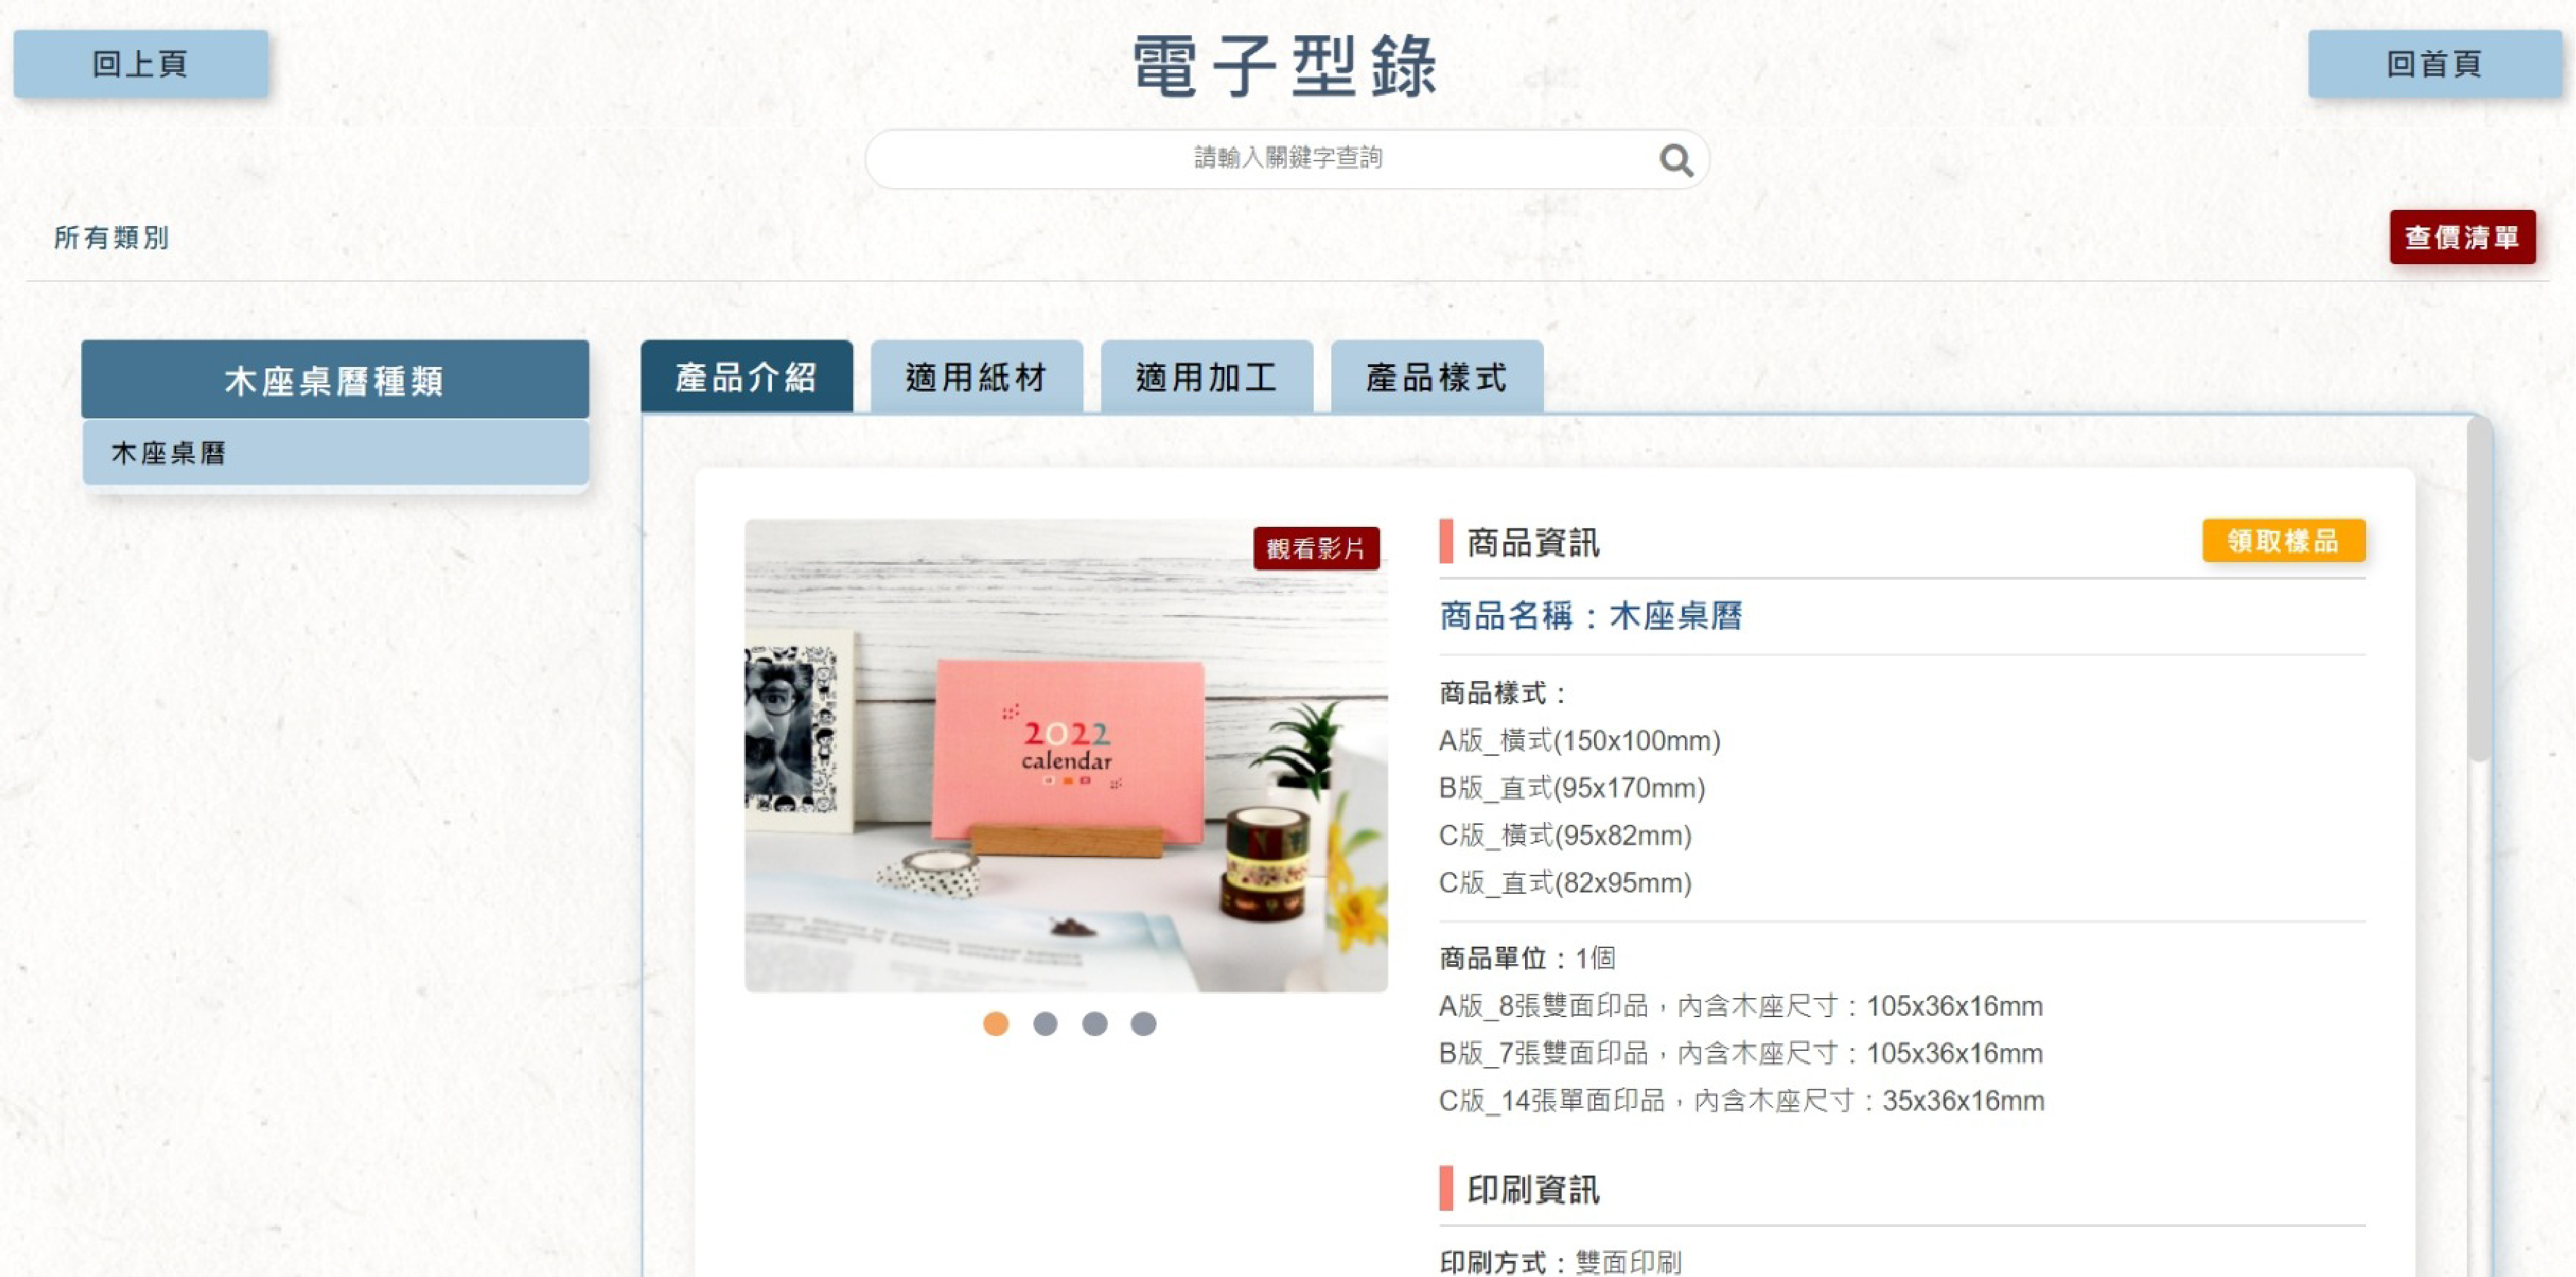 回上頁
電子型錄
回首頁
請輸入關鍵字查詢
所有類別
查價清單
木座桌曆種類
木座桌曆
產品介紹
適用紙材
適用加工
產品樣式
觀看影片
2022
calendar
商品資訊
領取樣品
商品名稱：木座桌曆
商品樣式：
A版_橫式(150x100mm)
B版_直式(95x170mm)
C版_橫式(95x82mm)
C版_直式(82x95mm)
商品單位：1個
A版_8張雙面印品，內含木座尺寸：105x36x16mm
B版_7張雙面印品，內含木座尺寸：105x36x16mm
C版_14張單面印品，內含木座尺寸：35x36x16mm
印刷資訊
印刷方式：雙面印刷